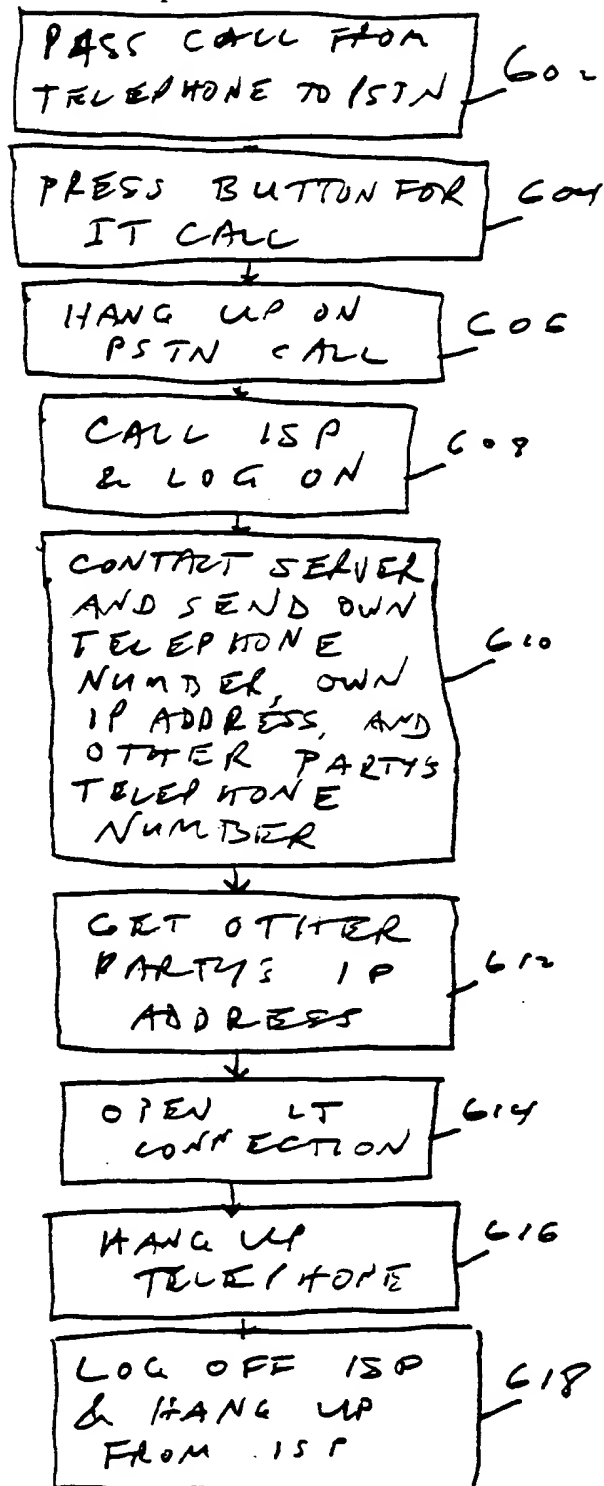 PASS CALL FROM
TELEPHONE TO PSTN 602
PRESS BUTTON FOR 604
IT CALL
HANG UP ON 606
PSTN CALL
CALL ISP 608
& LOG ON
CONTACT SERVER
AND SEND OWN
TELEPHONE 610
NUMBER, OWN
IP ADDRESS, AND
OTHER PARTY'S
TELEPHONE
NUMBER
GET OTHER
PARTY'S IP 612
ADDRESS
OPEN IT 614
CONNECTION
HANG UP 616
TELEPHONE
LOG OFF ISP 618
& HANG UP
FROM ISP